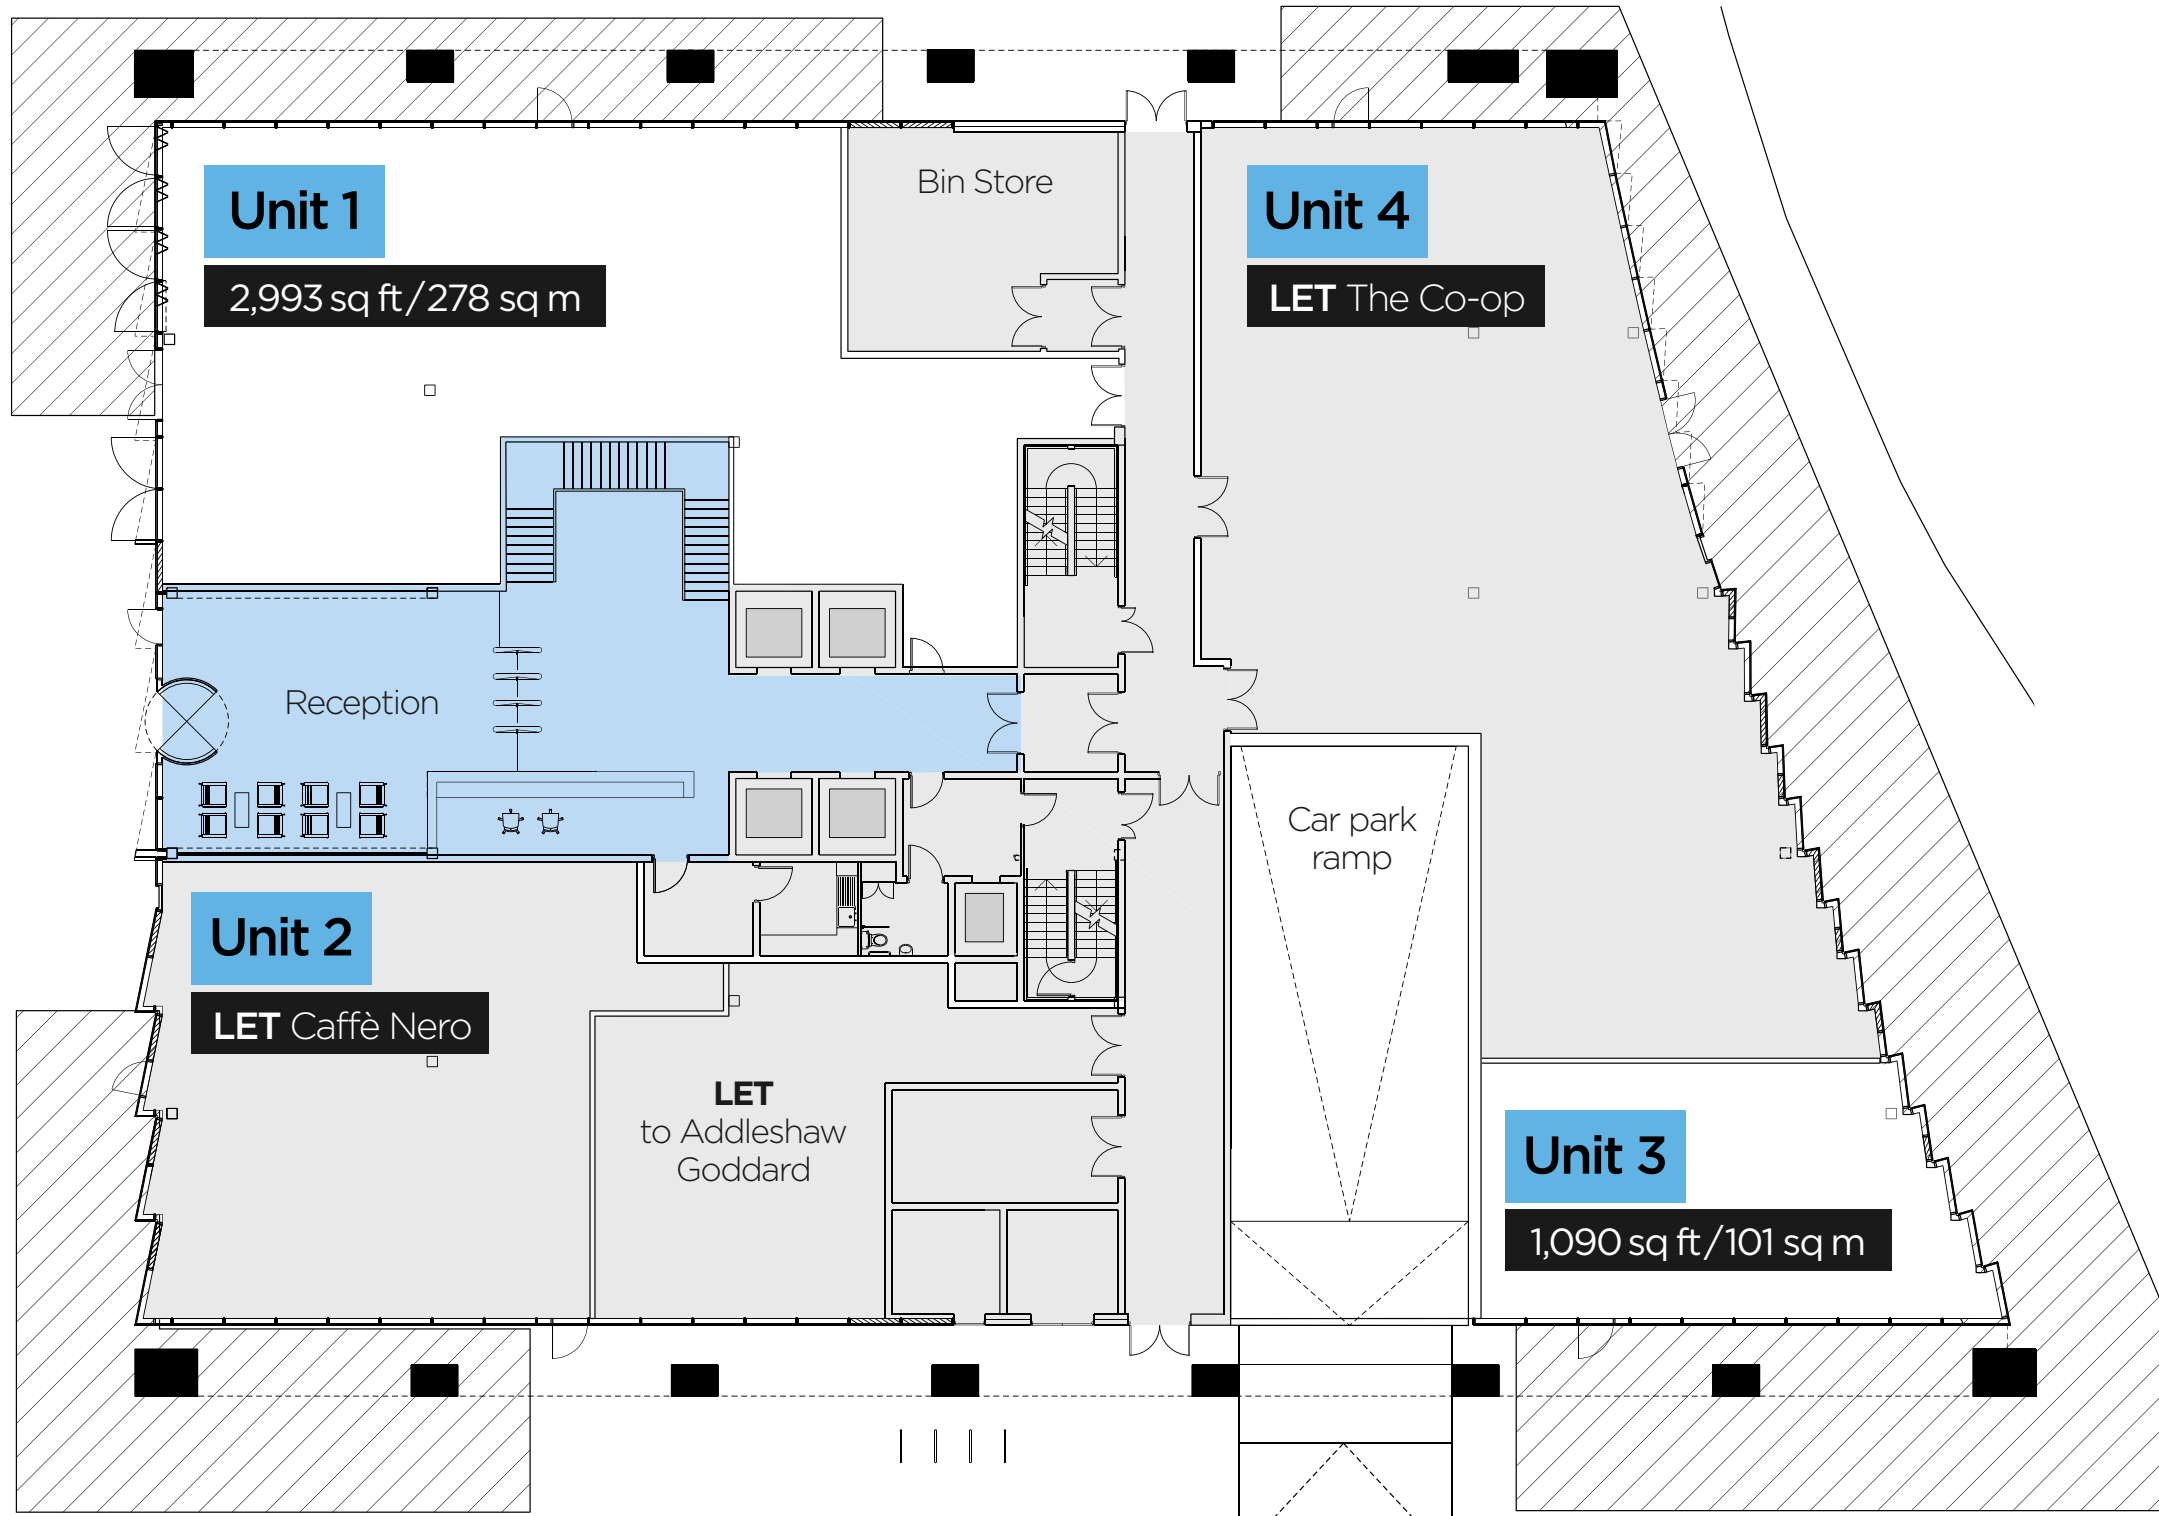 Unit 1
2,993 sq ft/278 sq m
Bin Store
Unit 4
LET The Co-op
Reception
Car park
ramp
Unit 2
LET Caffè Nero
LET
to Addleshaw
Goddard
Unit 3
1,090 sq ft/101 sq m